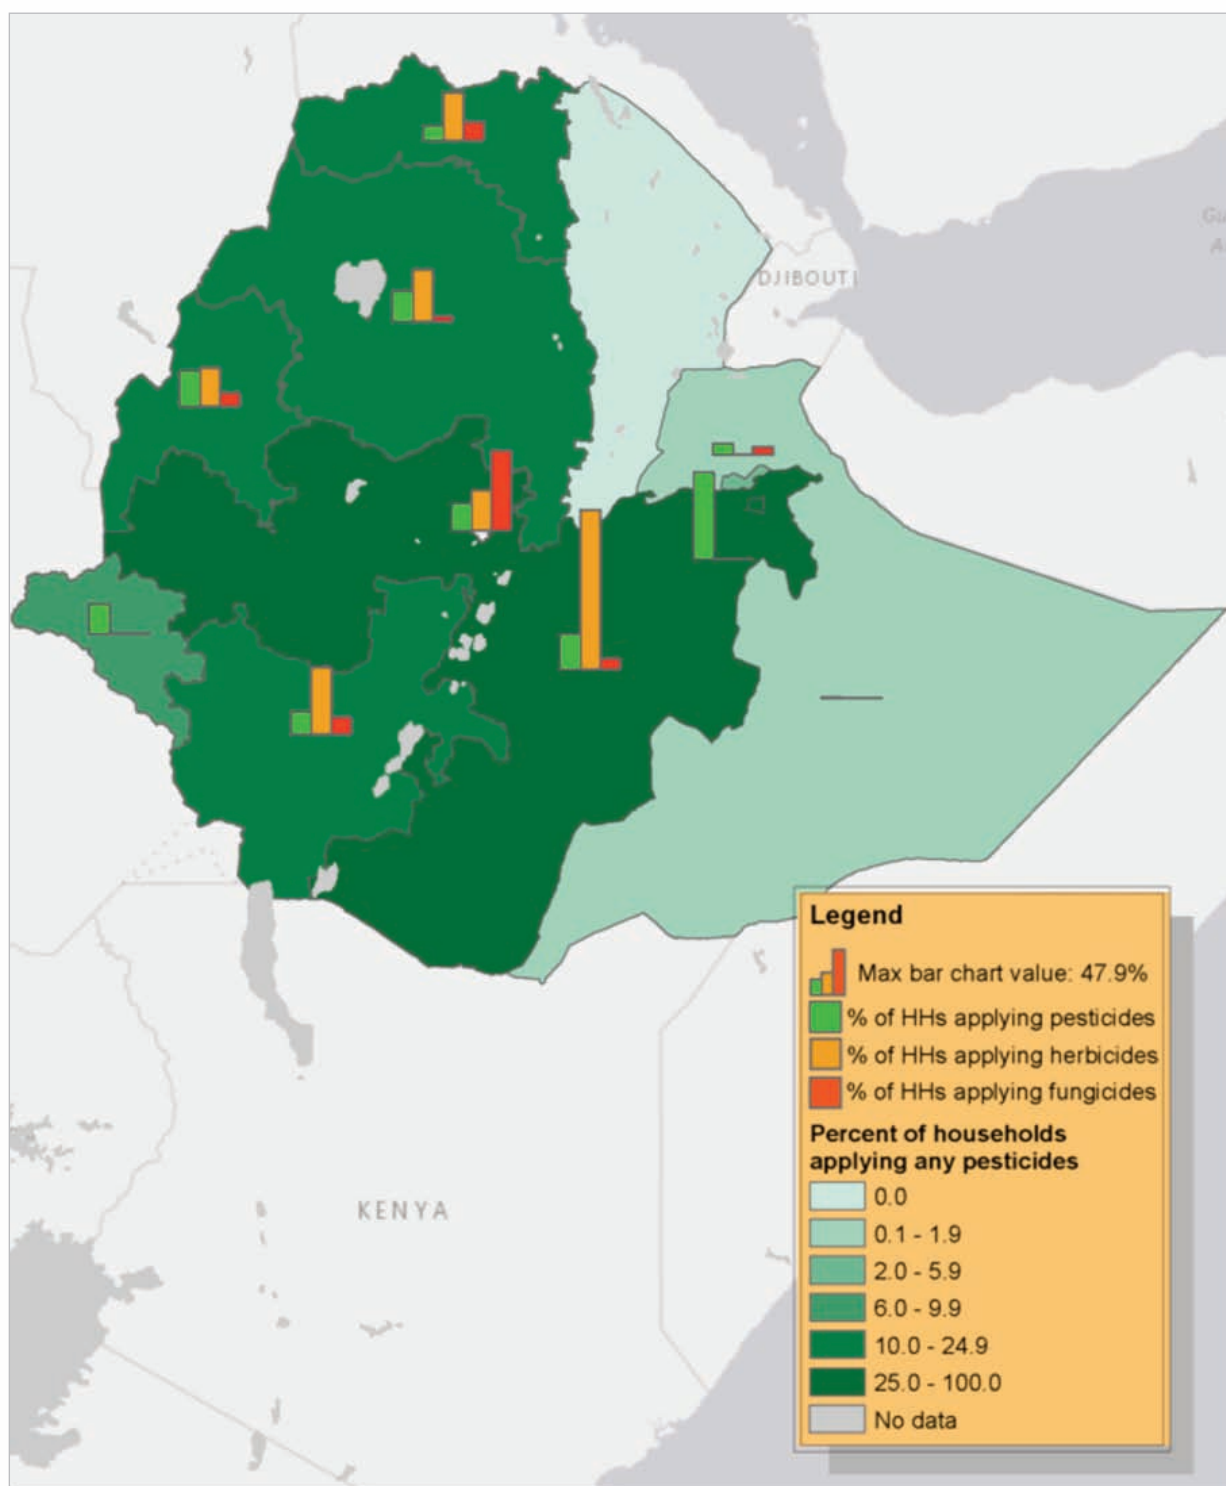 DJIBOUTI
KENYA
Legend
Max bar chart value: 47.9%
% of HHs applying pesticides
% of HHs applying herbicides
% of HHs applying fungicides
Percent of households
applying any pesticides
0.0
0.1 - 1.9
2.0 - 5.9
6.0 - 9.9
10.0 - 24.9
25.0 - 100.0
No data